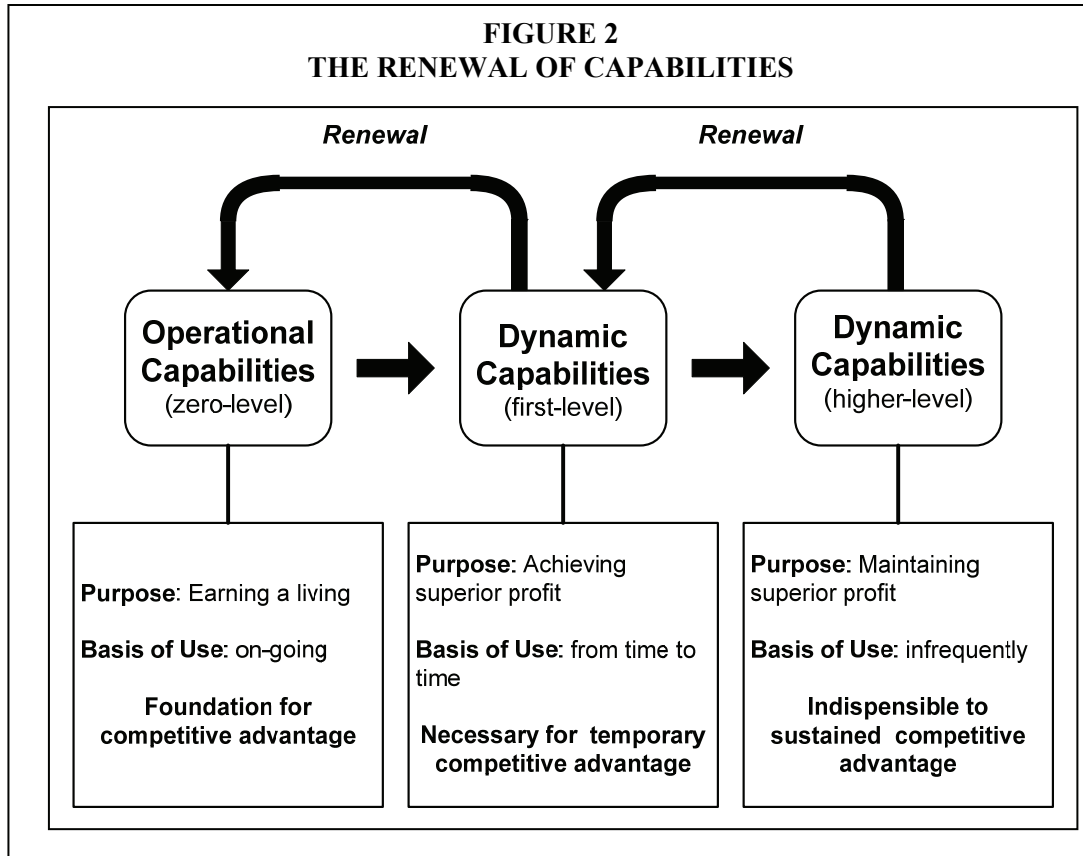 FIGURE 2
THE RENEWAL OF CAPABILITIES
Renewal
Renewal
Operational
Capabilities
(zero-level)
Dynamic
Capabilities
(first-level)
Dynamic
Capabilities
(higher-level)
Purpose: Earning a living
Basis of Use: on-going
Foundation for
competitive advantage
Purpose: Achieving
superior profit
Basis of Use: from time to
time
Necessary for temporary
competitive advantage
Purpose: Maintaining
superior profit
Basis of Use: infrequently
Indispensible to
sustained competitive
advantage